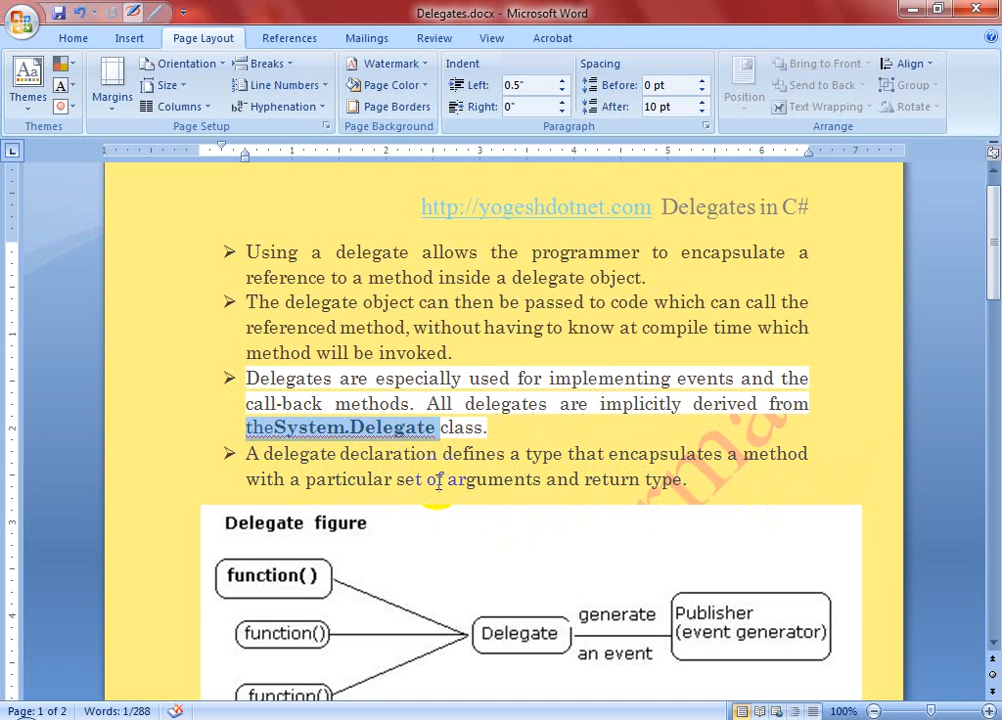 Delegates.docx - Microsoft Word
Home Insert Page Layout References Mailings Review View Acrobat
Themes
Margins
Orientation
Size
Columns
Breaks
Line Numbers
Hyphenation
Watermark
Page Color
Page Borders
Indent
Left: 0.5"
Right: 0"
Spacing
Before: 0 pt
After: 10 pt
Position
Bring to Front
Send to Back
Text Wrapping
Align
Group
Rotate
Themes Page Setup Page Background Paragraph Arrange
1 1 2 3 4 5 6 7
http://yogeshdotnet.com Delegates in C#
Using a delegate allows the programmer to encapsulate a
reference to a method inside a delegate object.
The delegate object can then be passed to code which can call the
referenced method, without having to know at compile time which
method will be invoked.
Delegates are especially used for implementing events and the
call-back methods. All delegates are implicitly derived from
theSystem.Delegate class.
A delegate declaration defines a type that encapsulates a method
with a particular set of arguments and return type.
Delegate figure
function()
function()
function()
Delegate
generate
an event
Publisher
(event generator)
Page: 1 of 2 Words: 1/288 100%